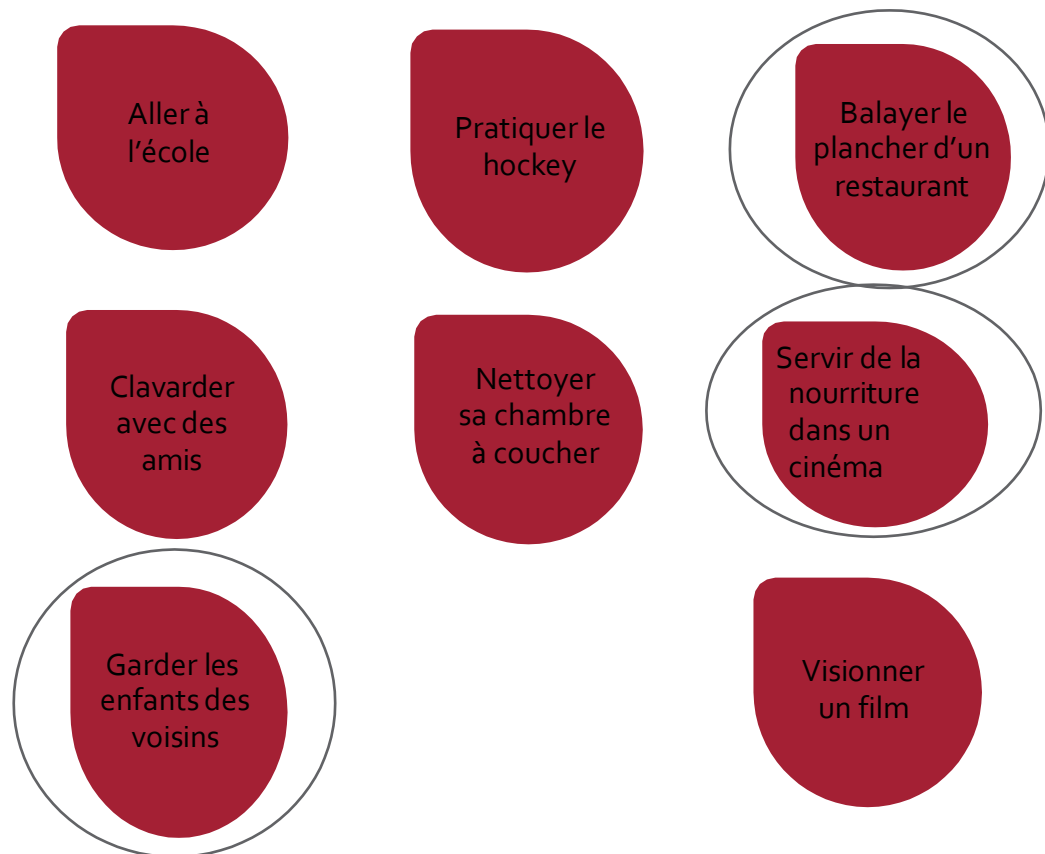 Aller à
l’école
Pratiquer le
hockey
Balayer le
plancher d’un
restaurant
Clavarder
avec des
amis
Nettoyer
sa chambre
à coucher
Servir de la
nourriture
dans un
cinéma
Garder les
enfants des
voisins
Visionner
un film